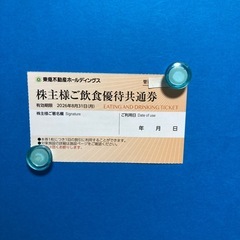 東急不動産ホールディングス
株主様ご飲食優待共通券
EATING AND DRINKING TICKET
有効期間 2026年8月31日(月)
株主様ご署名欄 Signature
ご利用日 Date of use
年 月 日